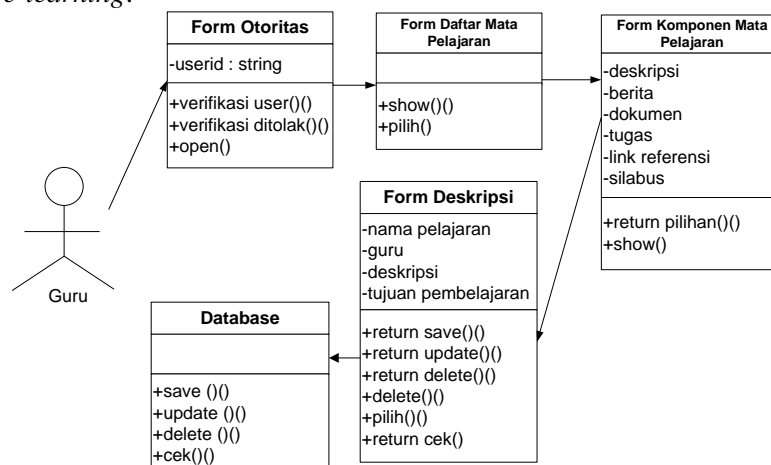 e-learning.
Form Otoritas
-userid : string
+verifikasi user()()
+verifikasi ditolak()()
+open()
Form Daftar Mata
Pelajaran
+show()()
+pilih()
Form Komponen Mata
Pelajaran
-deskripsi
-berita
-dokumen
-tugas
-link referensi
-silabus
+return pilihan()()
+show()
Guru
Form Deskripsi
-nama pelajaran
-guru
-deskripsi
-tujuan pembelajaran
+return save()()
+return update()()
+return delete()()
+delete()()
+pilih()()
+return cek()
Database
+save ()()
+update ()()
+delete ()()
+cek()()